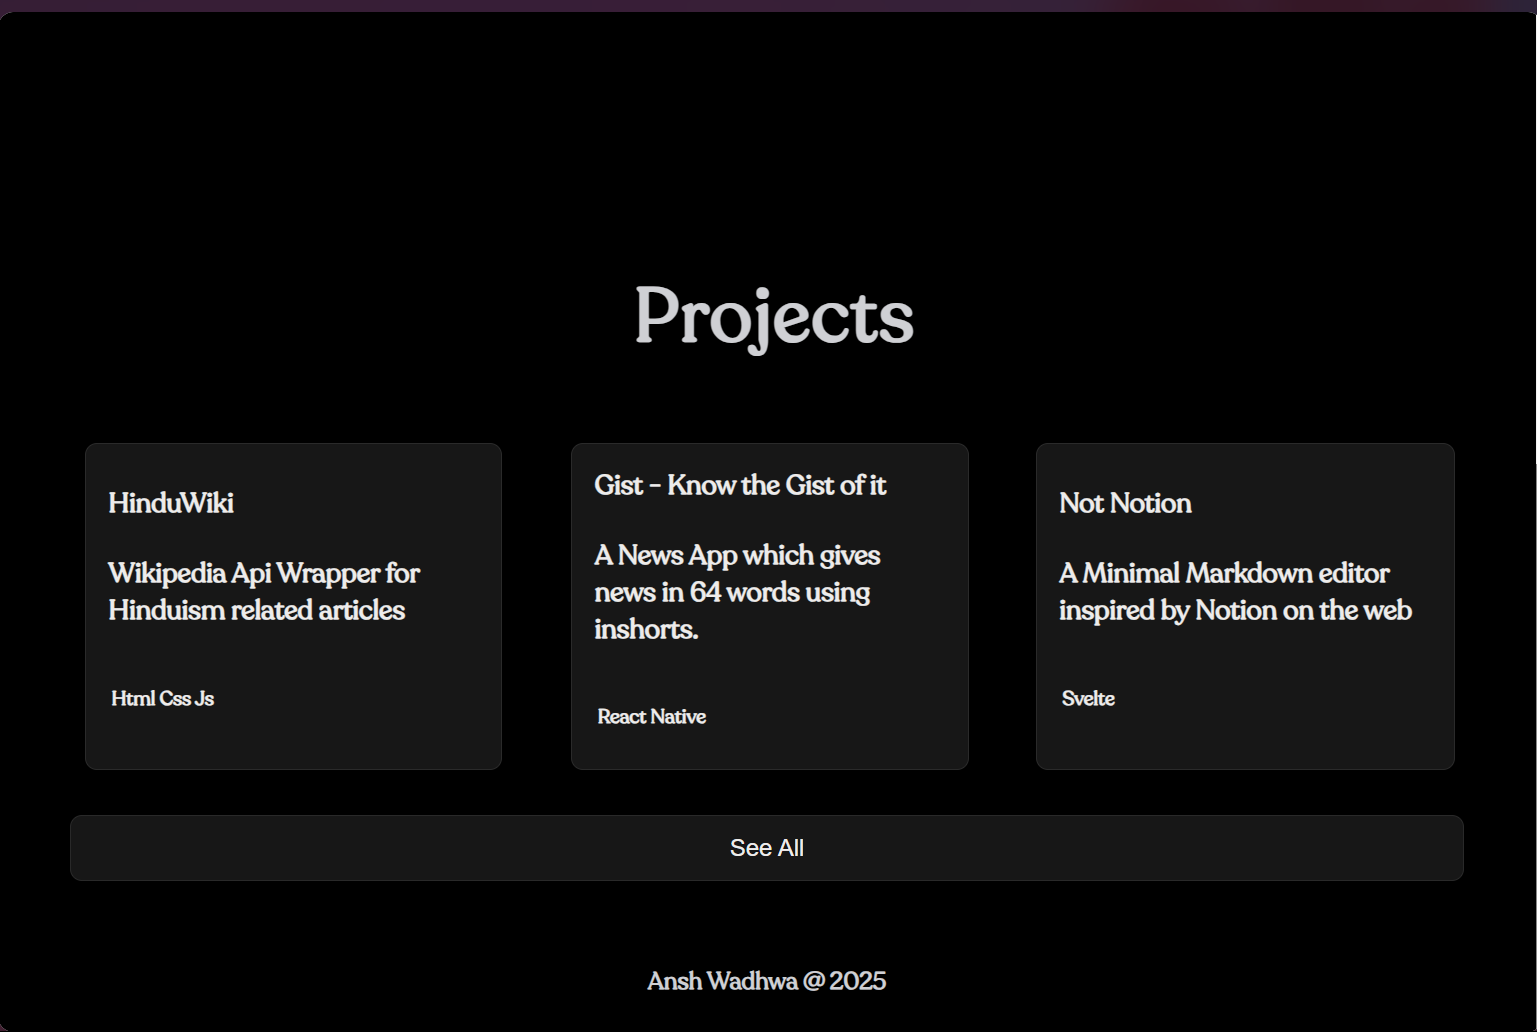 Projects
HinduWiki
Wikipedia Api Wrapper for
Hinduism related articles
Html Css Js
Gist - Know the Gist of it
A News App which gives
news in 64 words using
inshorts.
React Native
Not Notion
A Minimal Markdown editor
inspired by Notion on the web
Svelte
See All
Ansh Wadhwa @ 2025